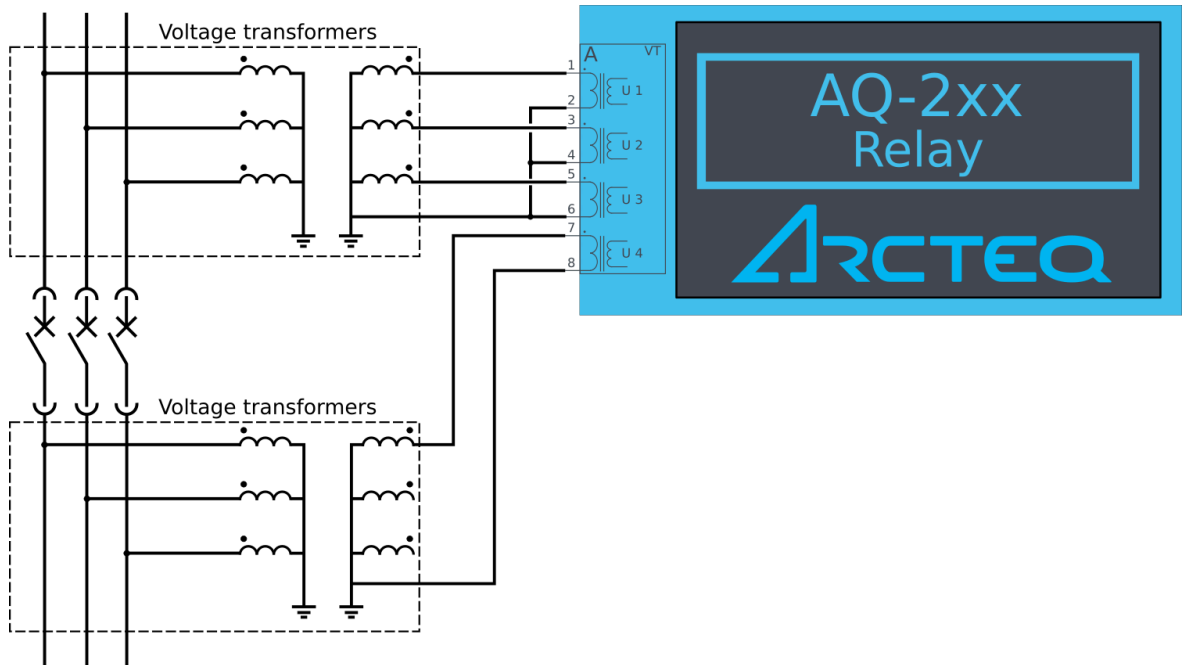 Voltage transformers
A VT
1
2
U 1
3
4
U 2
5
6
U 3
7
8
U 4
AQ-2xx
Relay
ARCTEQ
Voltage transformers